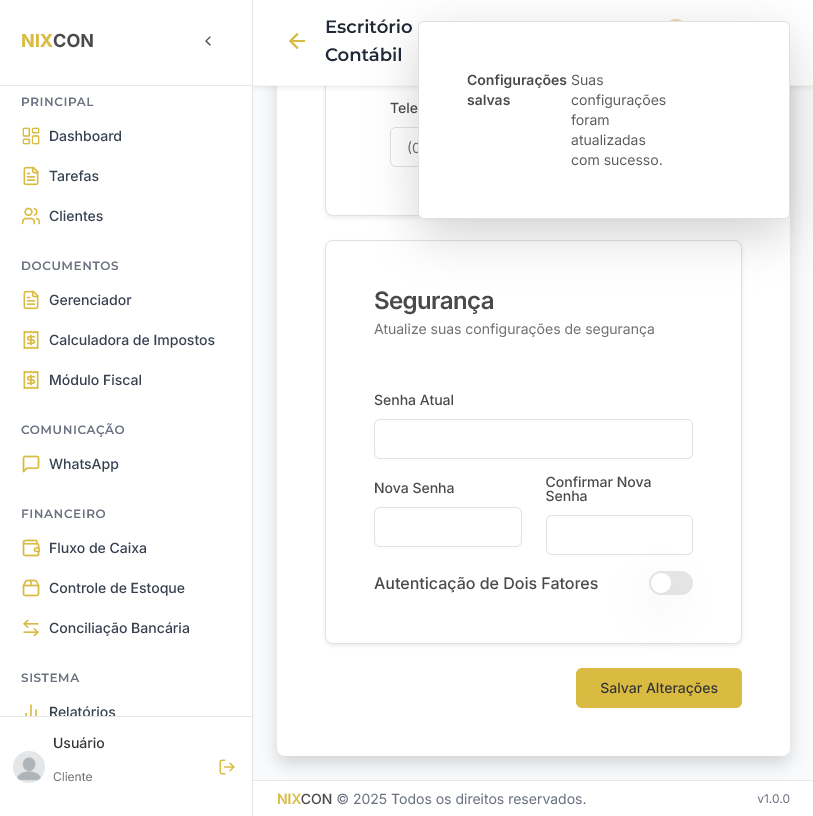 NIXCON
PRINCIPAL
Dashboard
Tarefas
Clientes
DOCUMENTOS
Gerenciador
Calculadora de Impostos
Módulo Fiscal
COMUNICAÇÃO
WhatsApp
FINANCEIRO
Fluxo de Caixa
Controle de Estoque
Conciliação Bancária
SISTEMA
Relatórios
Usuário
Cliente
Escritório
Contábil
Configurações
salvas
Suas
configurações
foram
atualizadas
com sucesso.
Tele
(0
Segurança
Atualize suas configurações de segurança
Senha Atual
Nova Senha
Confirmar Nova
Senha
Autenticação de Dois Fatores
Salvar Alterações
NIXCON © 2025 Todos os direitos reservados.
v1.0.0